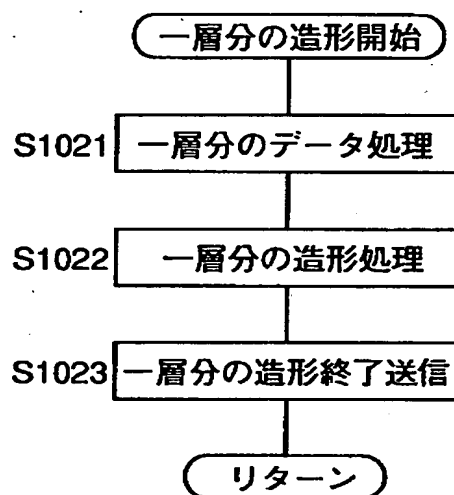 一層分の造形開始
S1021 一層分のデータ処理
S1022 一層分の造形処理
S1023 一層分の造形終了送信
リターン